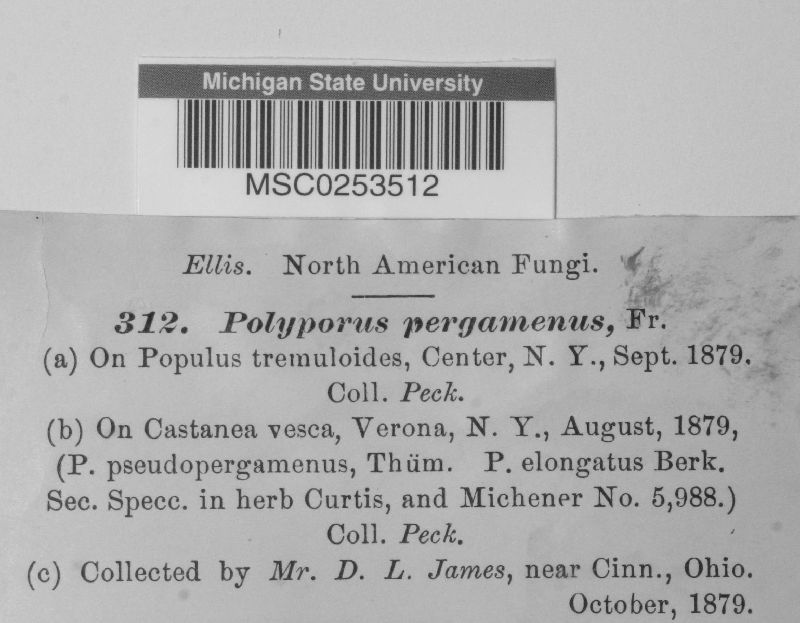 Michigan State University
MSC0253512
Ellis. North American Fungi.
312. Polyporus pergamenus, Fr.
(a) On Populus tremuloides, Center, N. Y., Sept. 1879.
Coll. Peck.
(b) On Castanea vesca, Verona, N. Y., August, 1879,
(P. pseudopergamenus, Thüm. P. elongatus Berk.
Sec. Specc. in herb Curtis, and Michener No. 5,988.)
Coll. Peck.
(c) Collected by Mr. D. L. James, near Cinn., Ohio.
October, 1879.